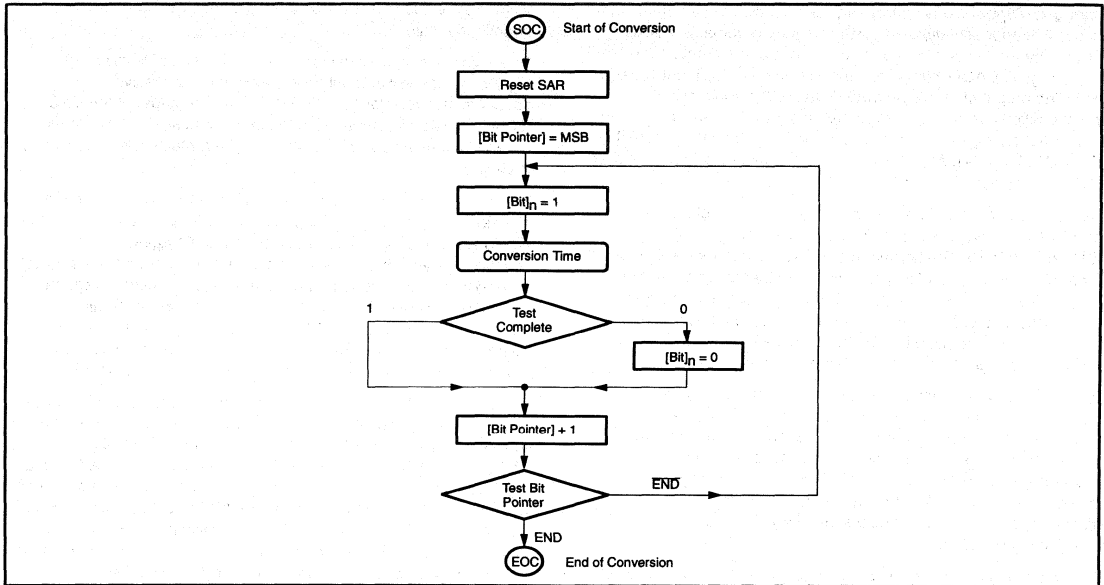 SOC Start of Conversion
Reset SAR
[Bit Pointer] = MSB
[Bit]n = 1
Conversion Time
1
Test
Complete
0
[Bit]n = 0
[Bit Pointer] + 1
Test Bit
Pointer
END
END
EOC End of Conversion